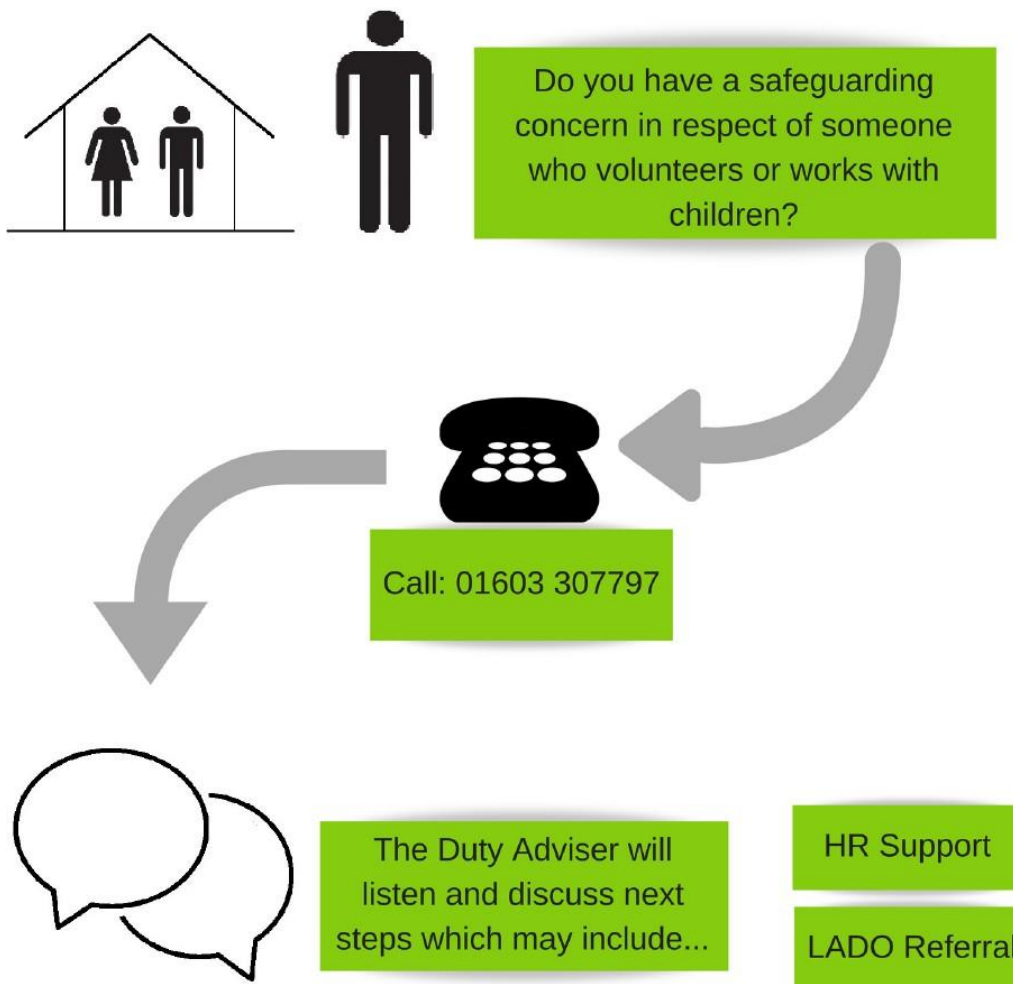 Do you have a safeguarding
concern in respect of someone
who volunteers or works with
children?
Call: 01603 307797
The Duty Adviser will
listen and discuss next
steps which may include...
HR Support
LADO Referral